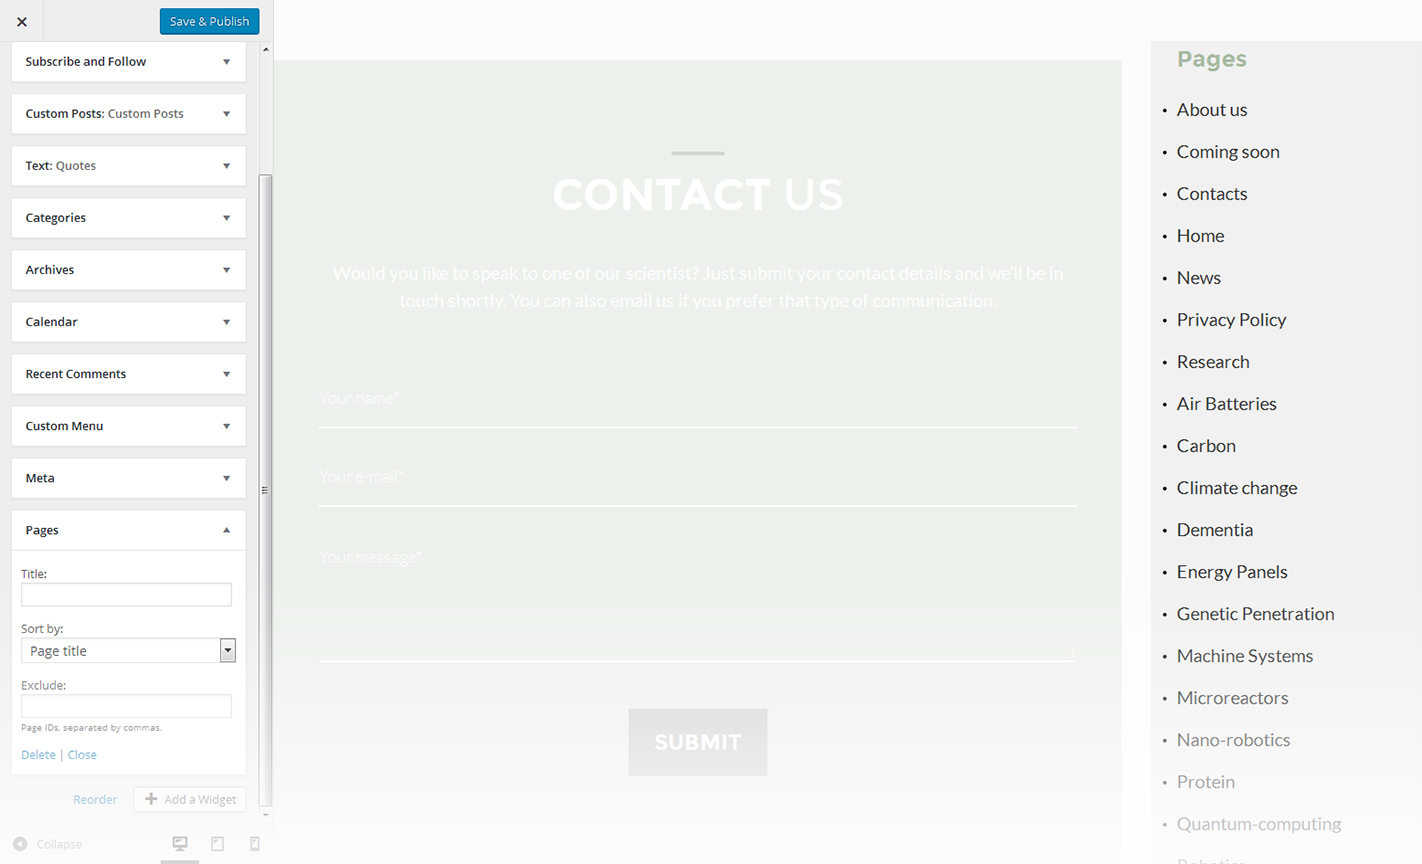 Save & Publish
Subscribe and Follow
Custom Posts: Custom Posts
Text: Quotes
Categories
Archives
Calendar
Recent Comments
Custom Menu
Meta
Pages
Title:
Sort by:
Page title
Exclude:
Page IDs, separated by commas.
Delete | Close
Reorder
Add a Widget
Collapse
CONTACT US
Would you like to speak to one of our scientist? Just submit your contact details and we'll be in
touch shortly. You can also email us if you prefer that type of communication.
Your name*
Your e-mail*
Your message*
SUBMIT
Pages
• About us
• Coming soon
• Contacts
• Home
• News
• Privacy Policy
• Research
• Air Batteries
• Carbon
• Climate change
• Dementia
• Energy Panels
• Genetic Penetration
• Machine Systems
• Microreactors
• Nano-robotics
• Protein
• Quantum-computing